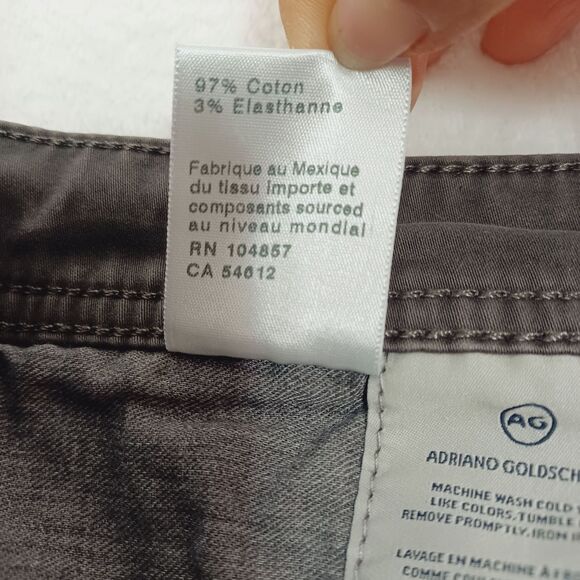 97% Coton
3% Elasthanne
Fabrique au Mexique
du tissu importe et
composants sourced
au niveau mondial
RN 104857
CA 54612
AG
ADRIANO GOLDSCH
MACHINE WASH COLD
LIKE COLORS. TUMBLE
REMOVE PROMPTLY. IRON
LAVAGE EN MACHINE À
COMME